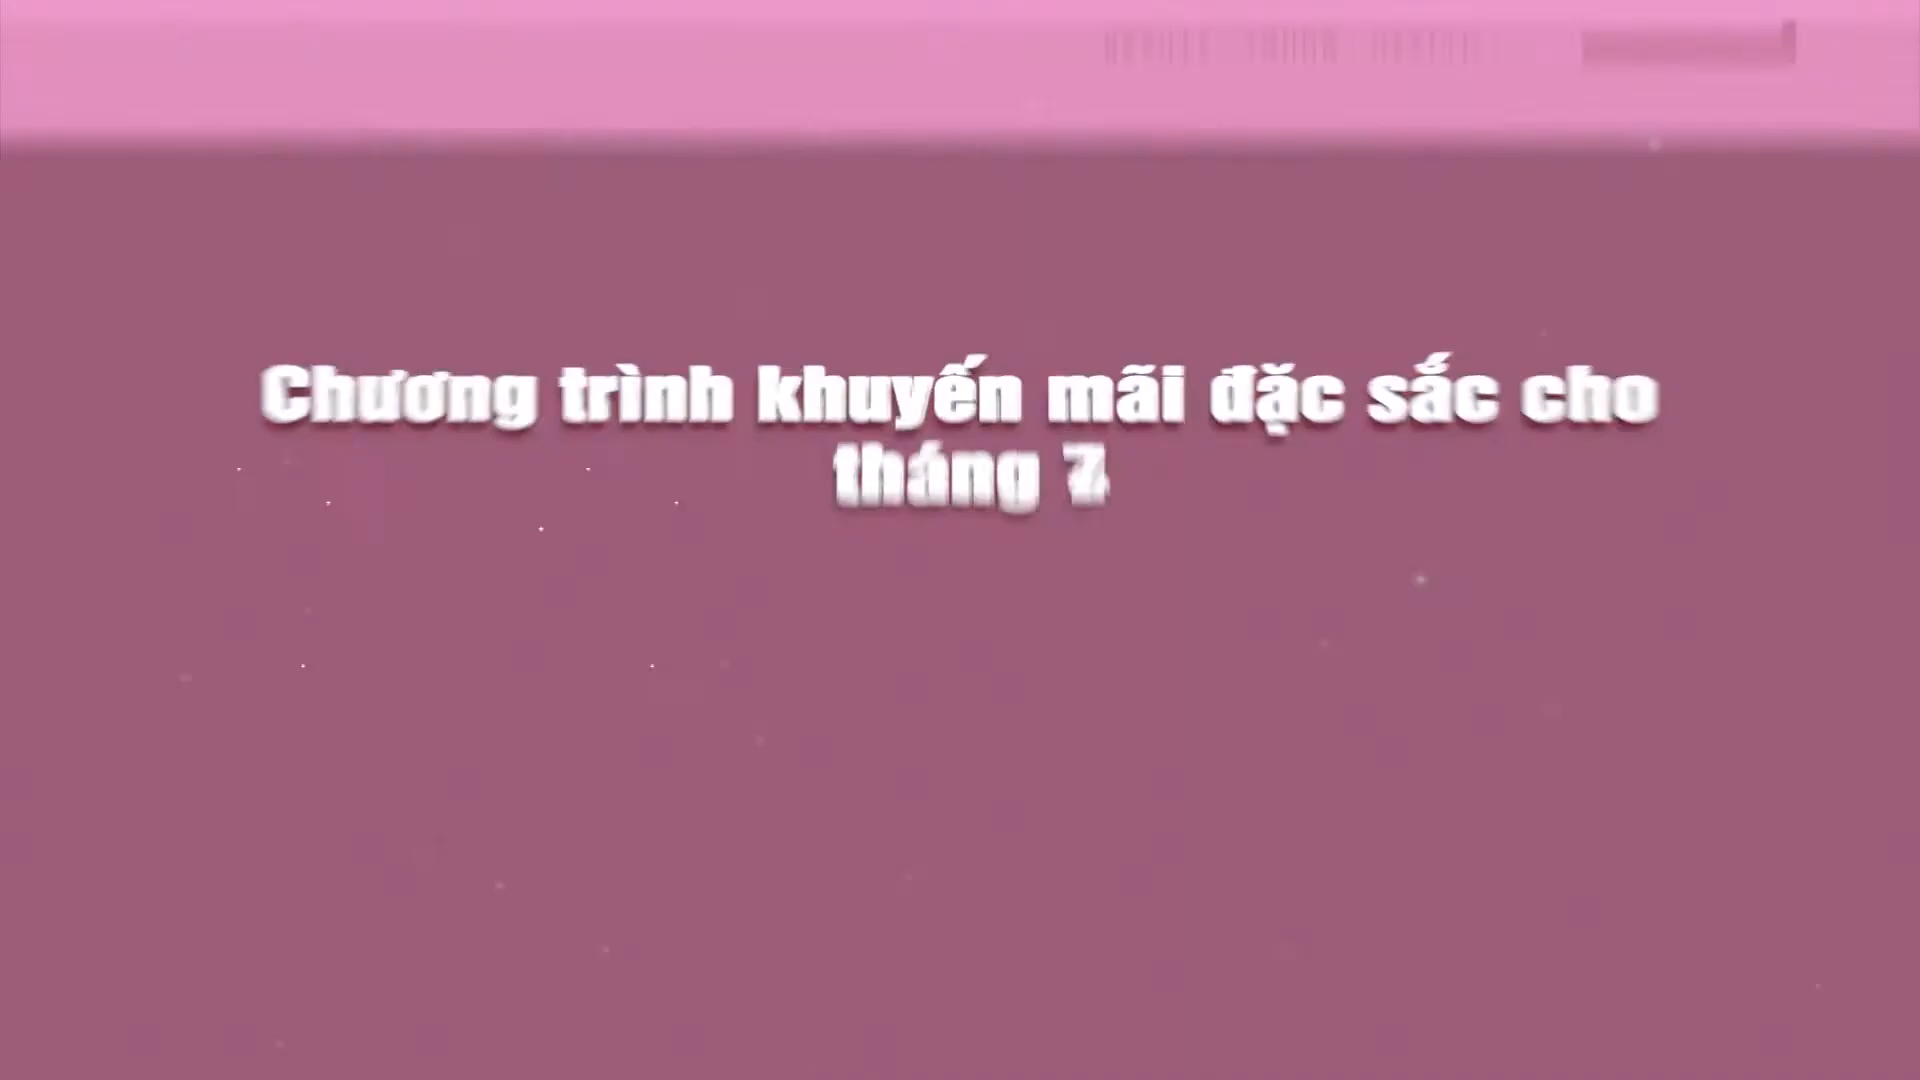 Chương trình khuyến mãi đặc sắc cho
tháng 7